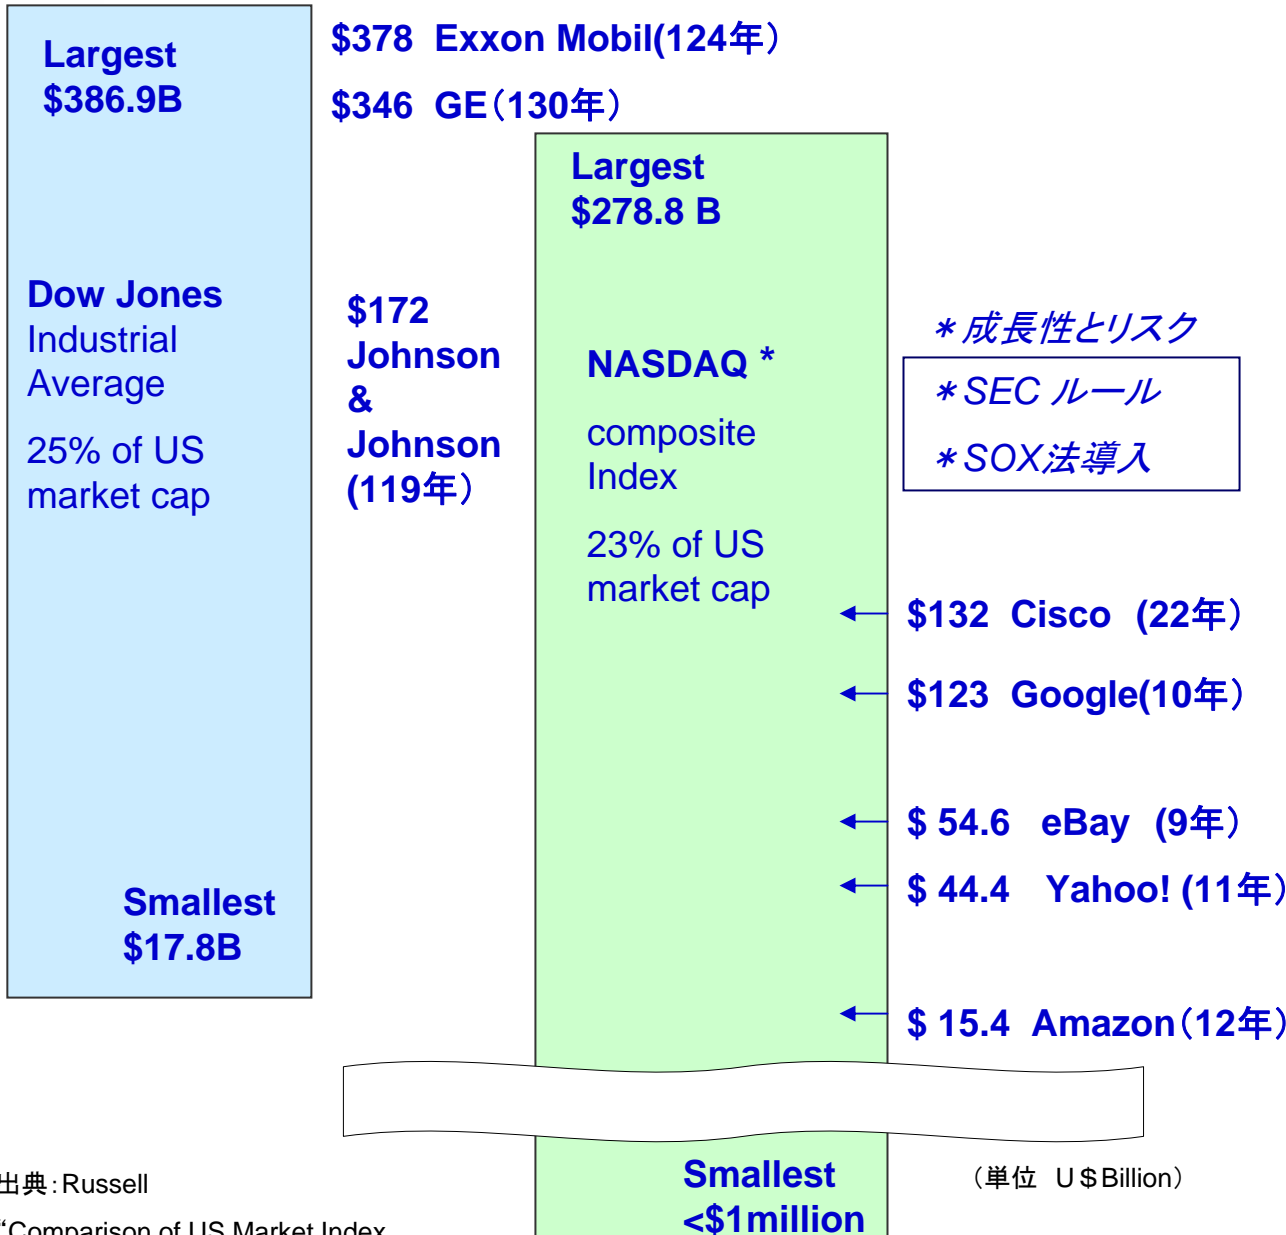 Largest
$386.9B
$378 Exxon Mobil(124年）
$346 GE（130年）
Largest
$278.8 B
Dow Jones
Industrial
Average
25% of US
market cap
$172
Johnson
&
Johnson
(119年）
NASDAQ *
composite
Index
23% of US
market cap
＊成長性とリスク
＊SEC ルール
＊SOX法導入
$132 Cisco (22年）
$123 Google(10年）
$ 54.6 eBay (9年）
$ 44.4 Yahoo! (11年）
$ 15.4 Amazon（12年）
Smallest
$17.8B
Smallest
<$1million
（単位 U＄Billion）
出典：Russell
“Comparison of US Market Index